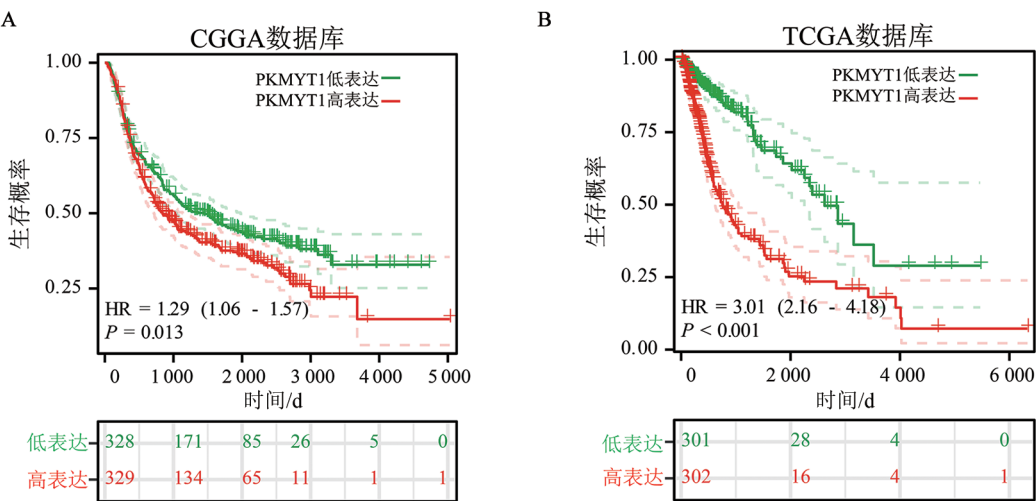 A
CGGA数据库
1.00
0.75
0.50
0.25
生存概率
PKMYT1低表达
PKMYT1高表达
HR = 1.29 (1.06 - 1.57)
P = 0.013
0 1 000 2 000 3 000 4 000 5 000
时间/d
低表达 328 171 85 26 5 0
高表达 329 134 65 11 1 1
B
TCGA数据库
1.00
0.75
0.50
0.25
0.00
生存概率
PKMYT1低表达
PKMYT1高表达
HR = 3.01 (2.16 - 4.18)
P < 0.001
0 2 000 4 000 6 000
时间/d
低表达 301 28 4 0
高表达 302 16 4 1